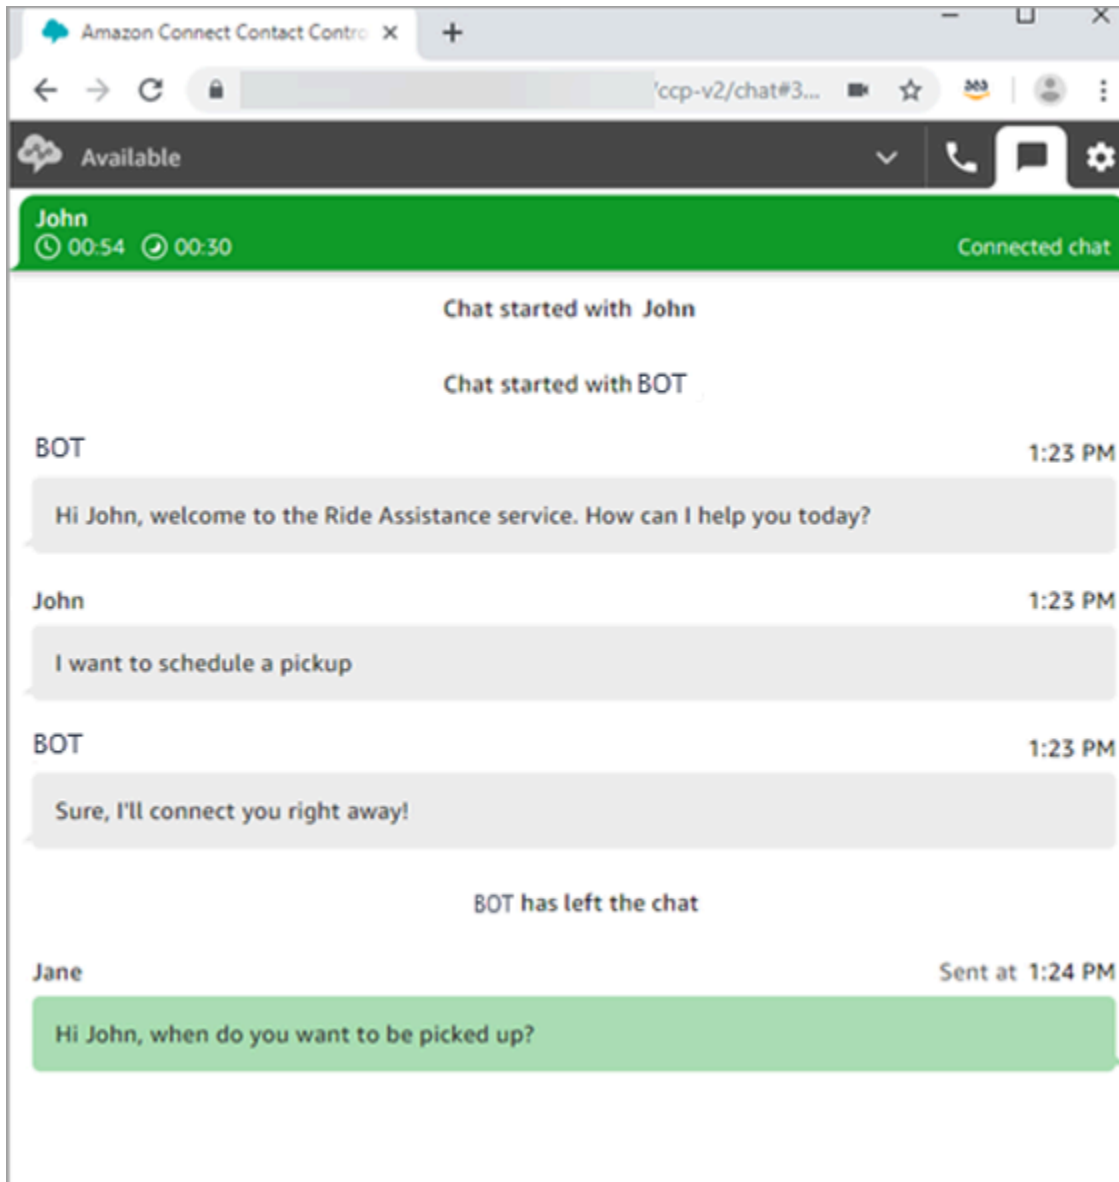 Amazon Connect Contact Contro
/ccp-v2/chat#3...
Available
John
00:54 00:30 Connected chat
Chat started with John
Chat started with BOT
BOT 1:23 PM
Hi John, welcome to the Ride Assistance service. How can I help you today?
John 1:23 PM
I want to schedule a pickup
BOT 1:23 PM
Sure, I'll connect you right away!
BOT has left the chat
Jane Sent at 1:24 PM
Hi John, when do you want to be picked up?